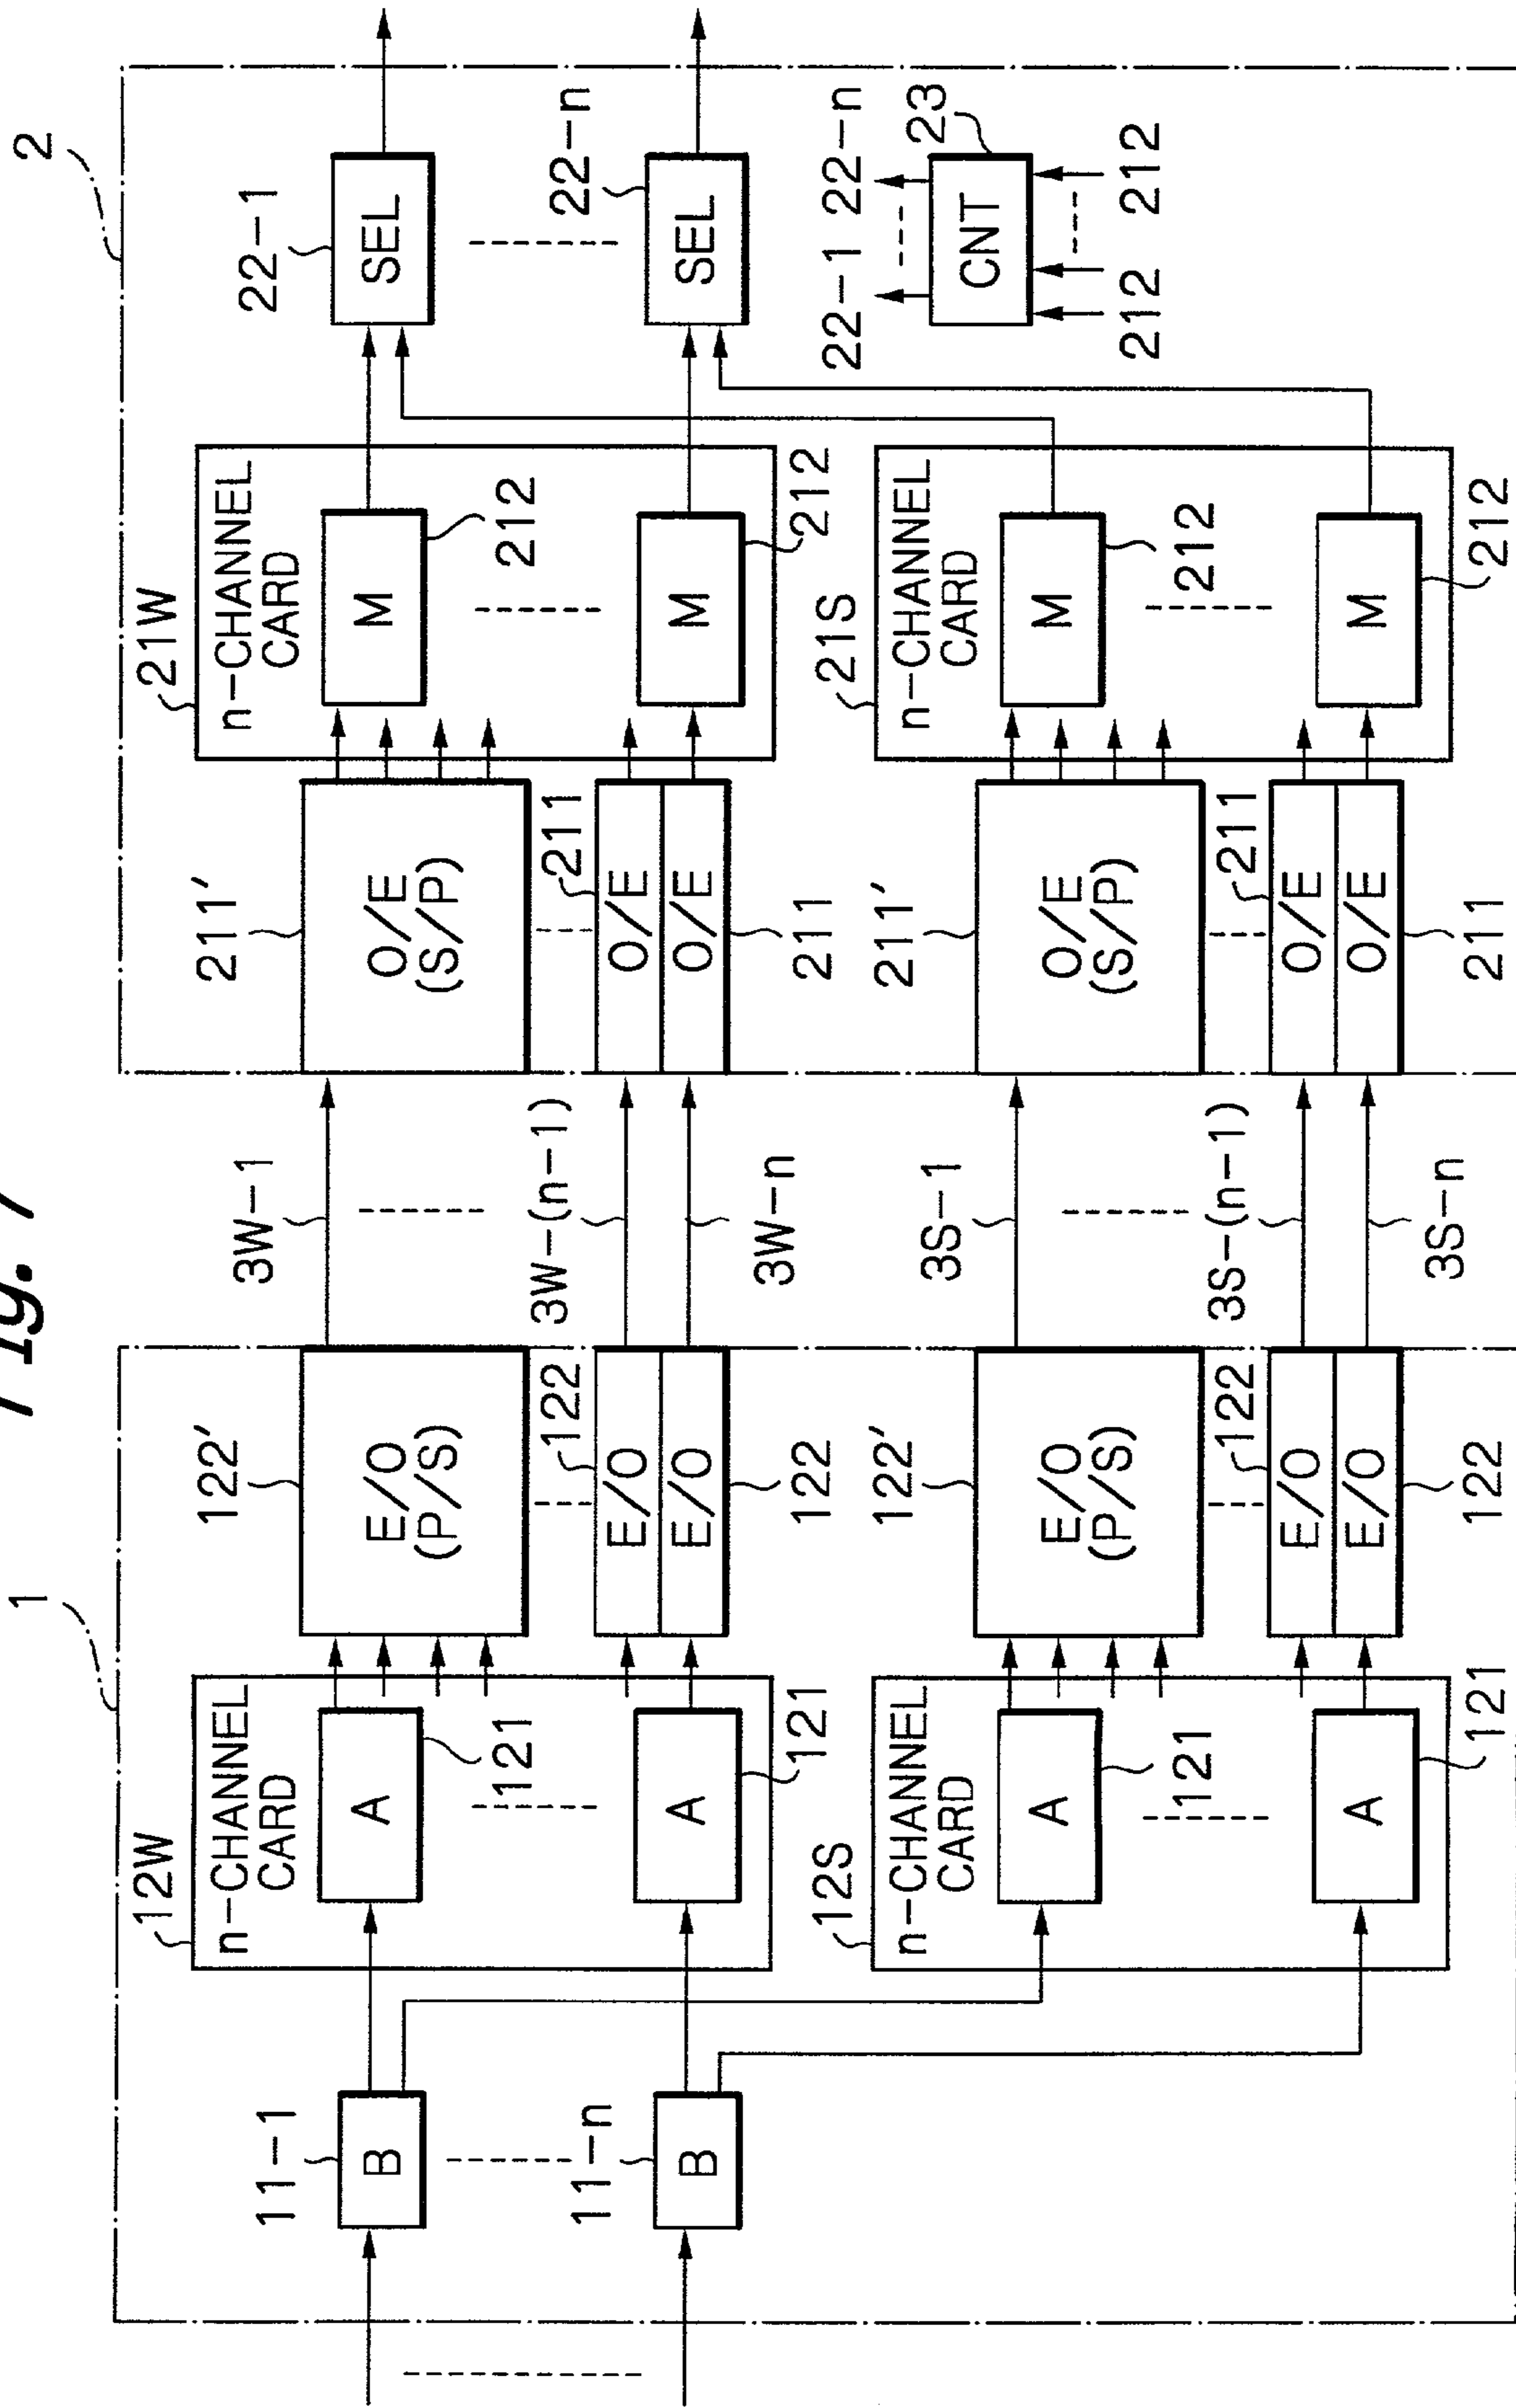 Fig. 7
1
2
12W
n-CHANNEL
CARD
A
121
A
121
122'
E/O
(P/S)
122
E/O
E/O
122
11-1
B
11-n
B
12S
n-CHANNEL
CARD
A
121
A
121
122'
E/O
(P/S)
122
E/O
E/O
122
3W-1
3W-(n-1)
3W-n
3S-1
3S-(n-1)
3S-n
211'
O/E
(S/P)
211
O/E
O/E
211
21W
n-CHANNEL
CARD
M
212
M
212
211'
O/E
(S/P)
211
O/E
O/E
211
21S
n-CHANNEL
CARD
M
212
M
212
22-1
SEL
22-n
SEL
22-1
22-n
23
CNT
212
212